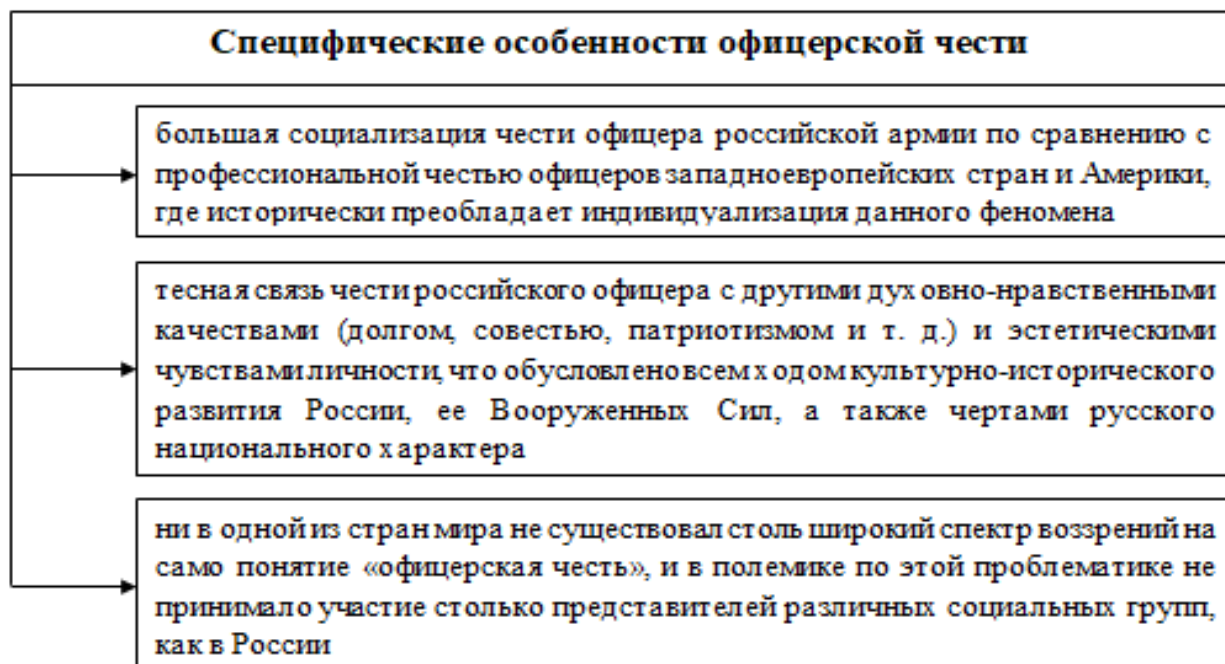 Специфические особенности офицерской чести
большая социализация чести офицера российской армии по сравнению с
профессиональной честью офицеров западноевропейских стран и Америки,
где исторически преобладает индивидуализация данного феномена
тесная связь чести российского офицера с другими духовно-нравственными
качествами (долгом, совестью, патриотизмом и т. д.) и эстетическими
чувствами личности, что обусловлено всем ходом культурно-исторического
развития России, ее Вооруженных Сил, а также чертами русского
национального характера
ни в одной из стран мира не существовал столь широкий спектр воззрений на
само понятие «офицерская честь», и в полемике по этой проблематике не
принимало участие столько представителей различных социальных групп,
как в России